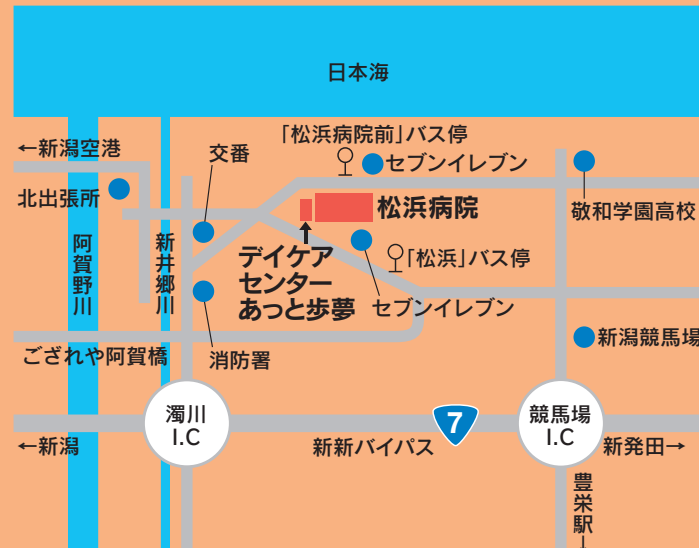 日本海
「松浜病院前」バス停
←新潟空港
交番
セブンイレブン
北出張所
松浜病院
敬和学園高校
阿賀野川
新井郷川
デイケア
センター
あっと歩夢
「松浜」バス停
セブンイレブン
ござれや阿賀橋
消防署
新潟競馬場
濁川
I.C
7
競馬場
I.C
←新潟
新新バイパス
新発田→
豊栄駅↓